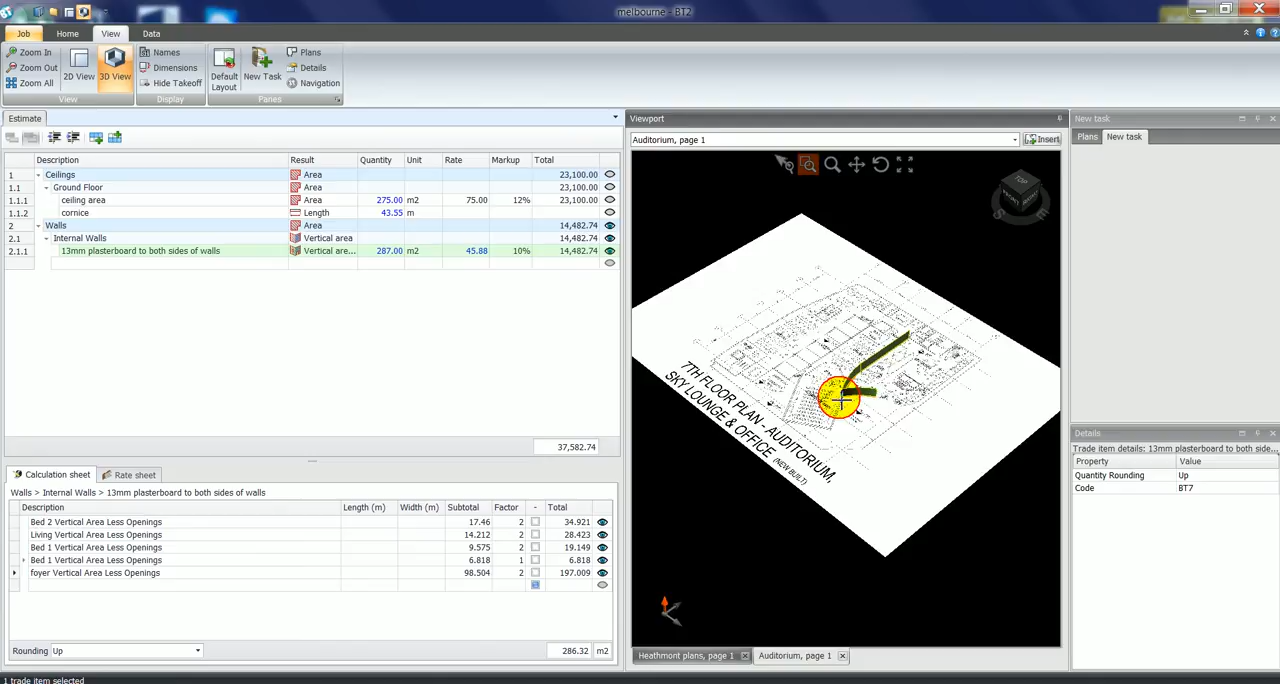 melbourne - BT2
Job Home View Data
Zoom In
Zoom Out
Zoom All
2D View
3D View
View
Names
Dimensions
Hide Takeoff
Display
Default Layout
New Task
Plans
Details
Navigation
Panes
Estimate
Description Result Quantity Unit Rate Markup Total
1 Ceilings Area 23,100.00
1.1 Ground Floor Area 23,100.00
1.1.1 ceiling area Area 275.00 m2 75.00 12% 23,100.00
1.1.2 cornice Length 43.55 m
2 Walls Area 14,482.74
2.1 Internal Walls Vertical area 14,482.74
2.1.1 13mm plasterboard to both sides of walls Vertical are... 287.00 m2 45.88 10% 14,482.74
37,582.74
Calculation sheet Rate sheet
Walls > Internal Walls > 13mm plasterboard to both sides of walls
Description Length (m) Width (m) Subtotal Factor - Total
Bed 2 Vertical Area Less Openings 17.46 2 34.921
Living Vertical Area Less Openings 14.212 2 28.423
Bed 1 Vertical Area Less Openings 9.575 2 19.149
Bed 1 Vertical Area Less Openings 6.818 1 6.818
foyer Vertical Area Less Openings 98.504 2 197.009
Rounding Up 286.32 m2
1 trade item selected
Viewport
Auditorium, page 1
Insert
TOP
FRONT RIGHT
S E
7TH FLOOR PLAN - AUDITORIUM,
SKY LOUNGE & OFFICE (NEW BUILT)
Heathmont plans, page 1 Auditorium, page 1
New task
Plans New task
Details
Trade item details: 13mm plasterboard to both side...
Property Value
Quantity Rounding Up
Code BT7